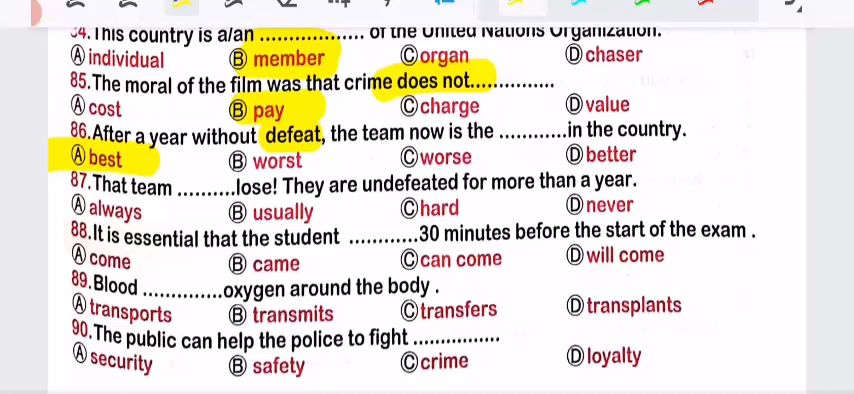 34. This country is a/an .................. of the United Nations Organization.
Ⓐ individual Ⓑ member Ⓒ organ Ⓓ chaser
85. The moral of the film was that crime does not...............
Ⓐ cost Ⓑ pay Ⓒ charge Ⓓ value
86. After a year without defeat, the team now is the ............in the country.
Ⓐ best Ⓑ worst Ⓒ worse Ⓓ better
87. That team ..........lose! They are undefeated for more than a year.
Ⓐ always Ⓑ usually Ⓒ hard Ⓓ never
88. It is essential that the student ............30 minutes before the start of the exam .
Ⓐ come Ⓑ came Ⓒ can come Ⓓ will come
89. Blood ..............oxygen around the body .
Ⓐ transports Ⓑ transmits Ⓒ transfers Ⓓ transplants
90. The public can help the police to fight ................
Ⓐ security Ⓑ safety Ⓒ crime Ⓓ loyalty